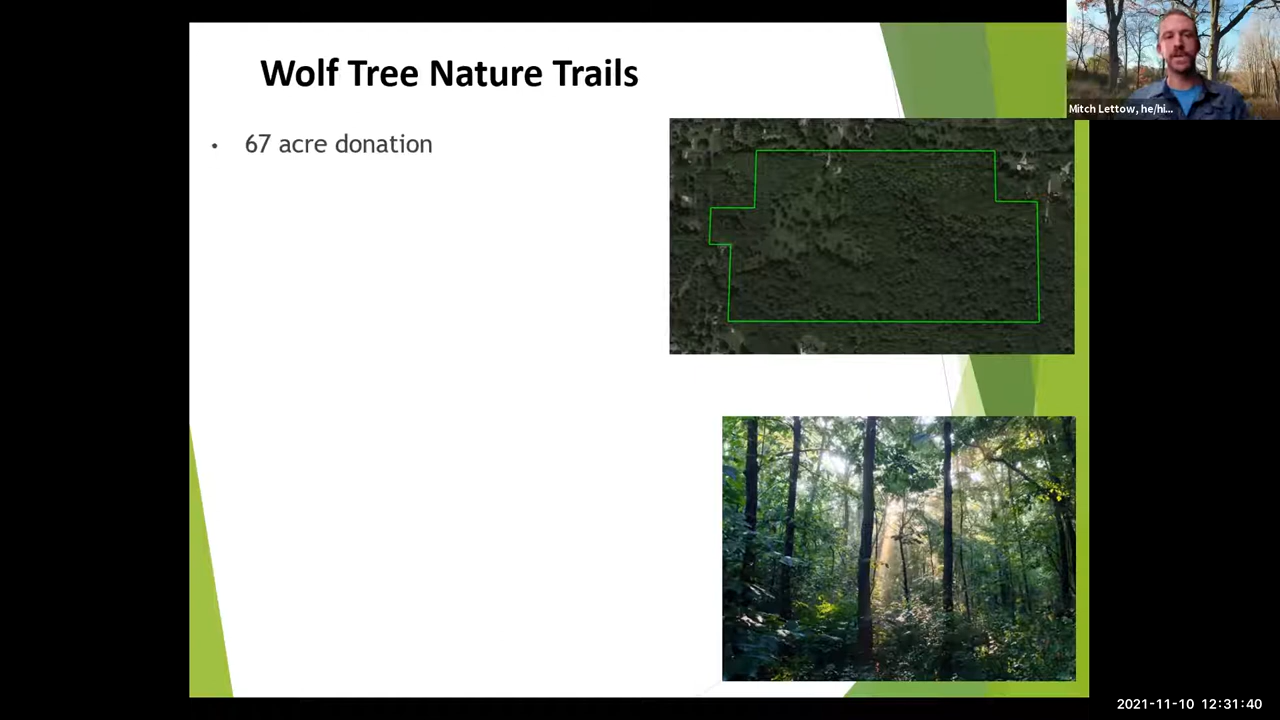 Wolf Tree Nature Trails
• 67 acre donation
Mitch Lettow, he/hi...
2021-11-10 12:31:40